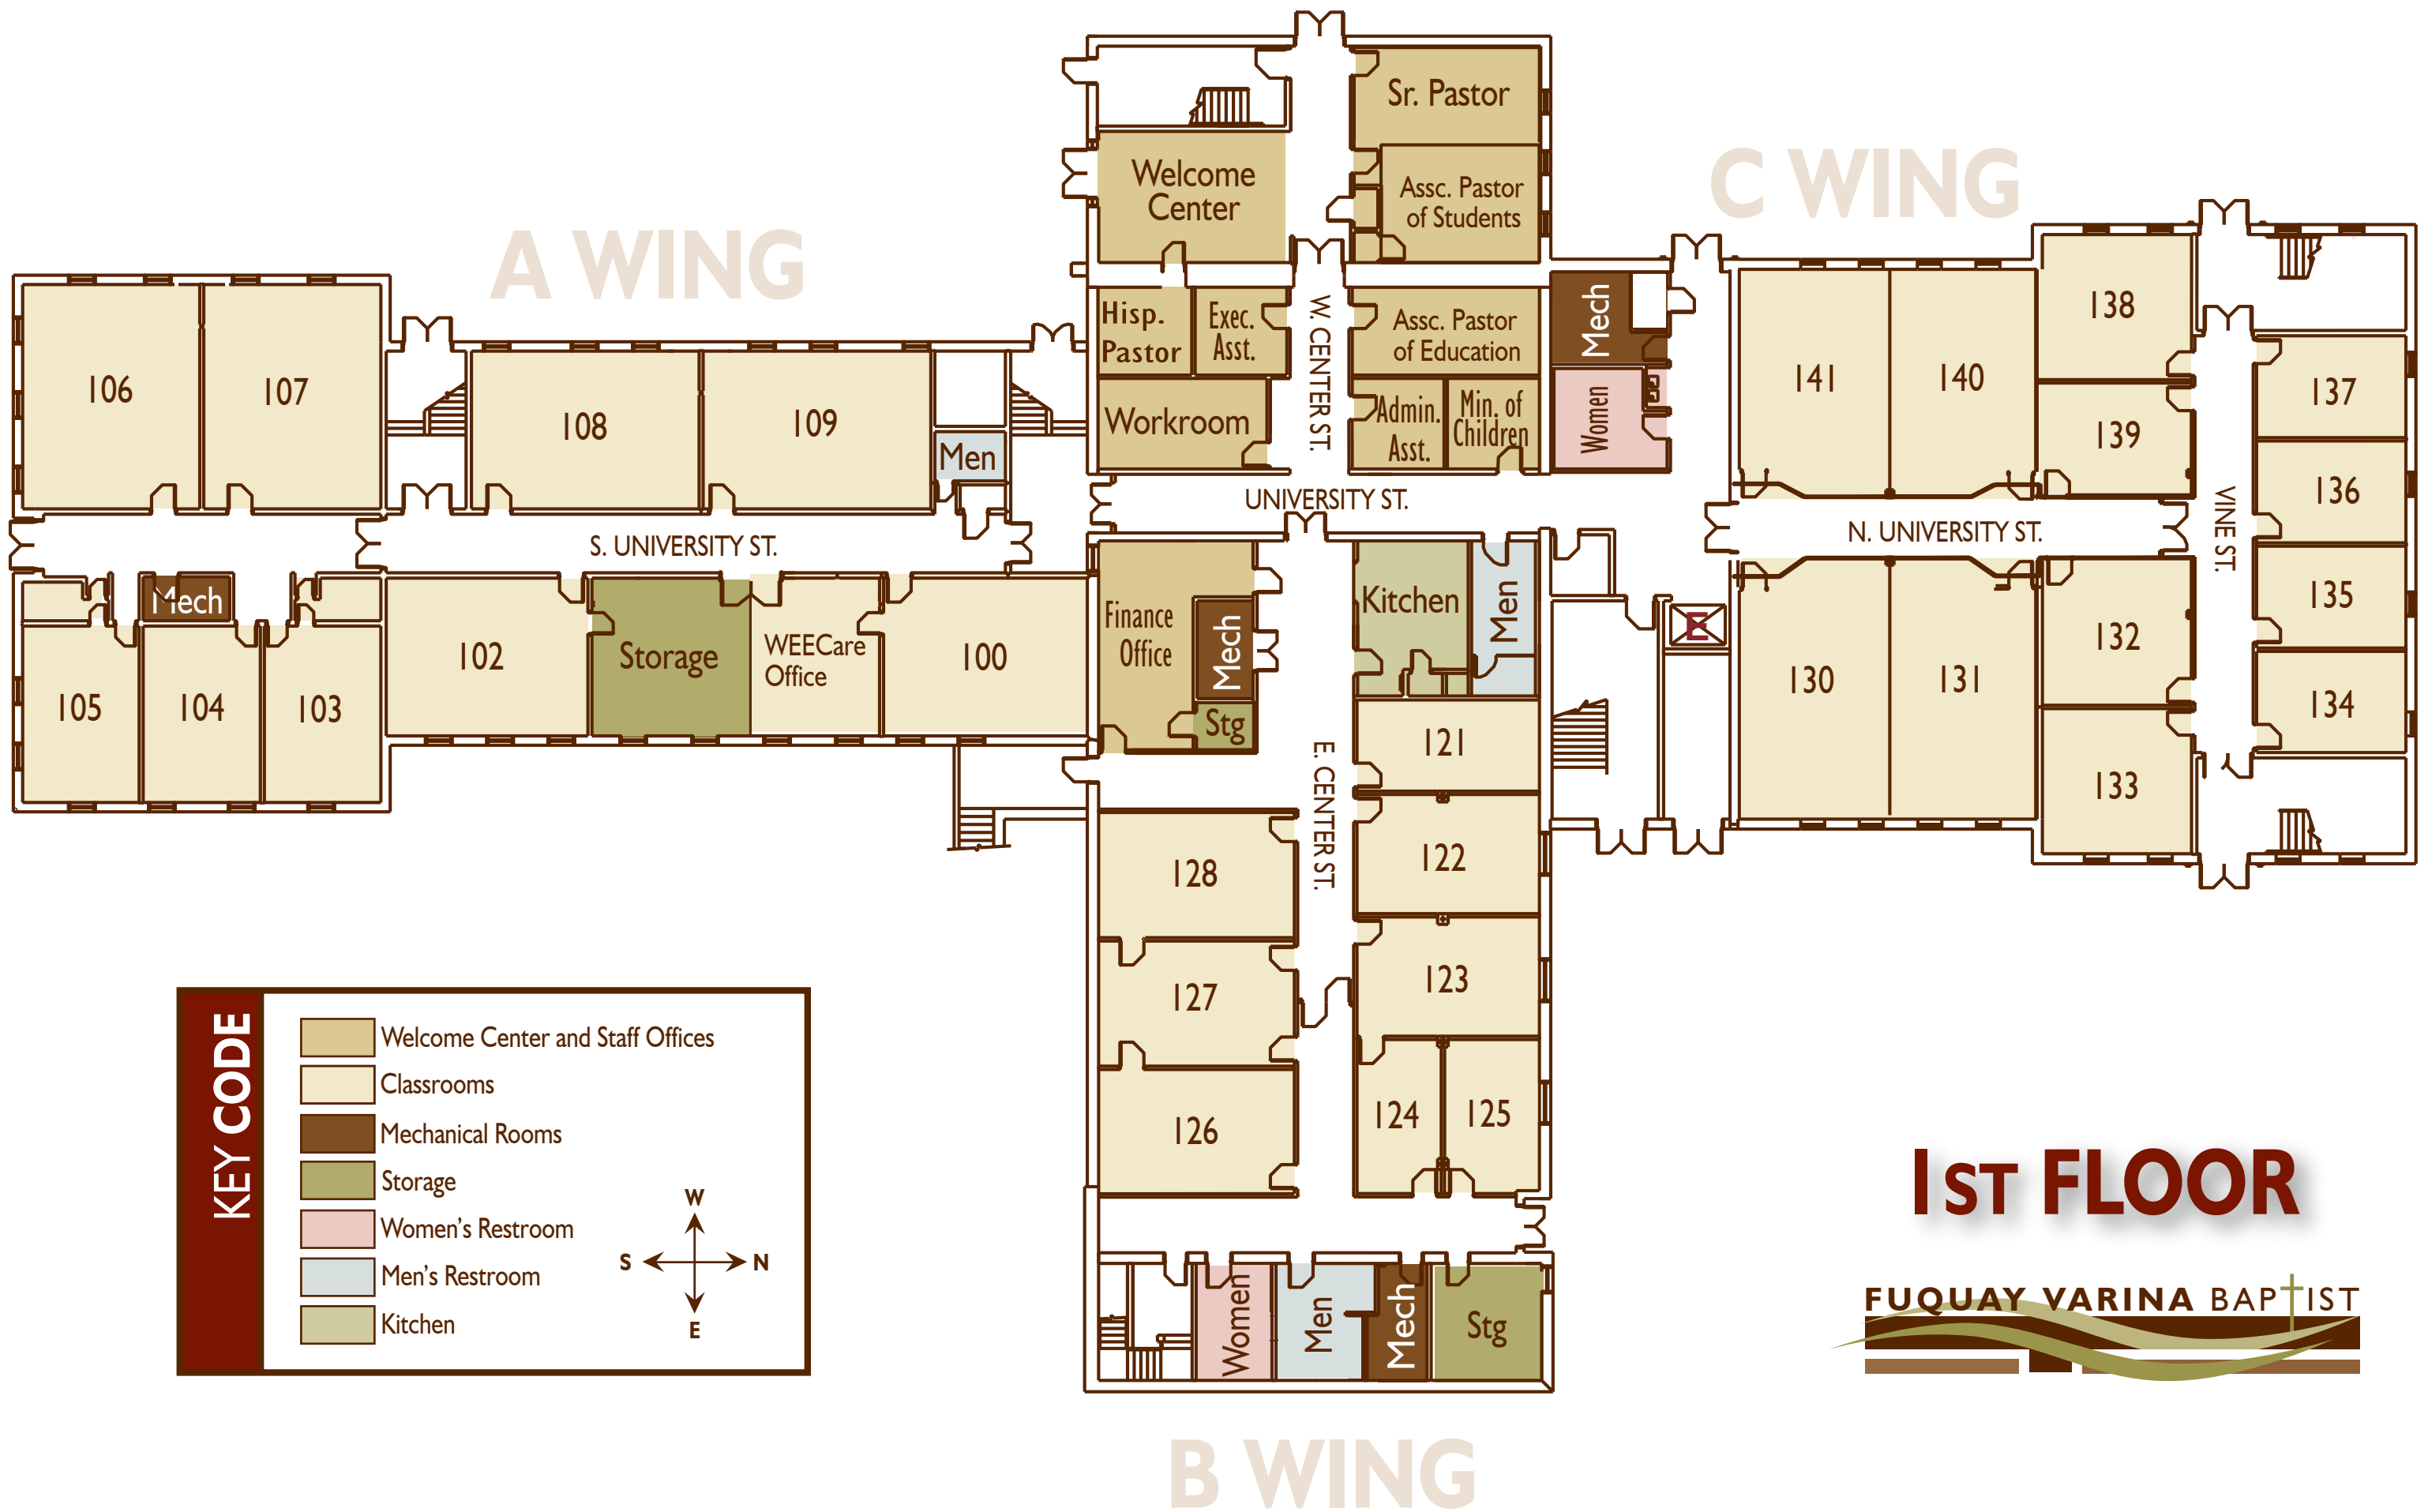 A WING
C WING
Sr. Pastor
Welcome
Center
Assc. Pastor
of Students
Hisp.
Pastor
Exec.
Asst.
W. CENTER ST.
Assc. Pastor
of Education
Mech
Women
Workroom
Admin.
Asst.
Min. of
Children
106
107
108
109
Men
UNIVERSITY ST.
S. UNIVERSITY ST.
141
140
138
139
137
136
135
134
VINE ST.
N. UNIVERSITY ST.
Mech
105
104
103
102
Storage
WEECare
Office
100
Finance
Office
Mech
Stg
Kitchen
Men
E
130
131
132
133
E. CENTER ST.
121
122
123
124
125
128
127
126
Women
Men
Mech
Stg
B WING
KEY CODE
Welcome Center and Staff Offices
Classrooms
Mechanical Rooms
Storage
Women's Restroom
Men's Restroom
Kitchen
W
S
N
E
1ST FLOOR
FUQUAY VARINA BAPTIST